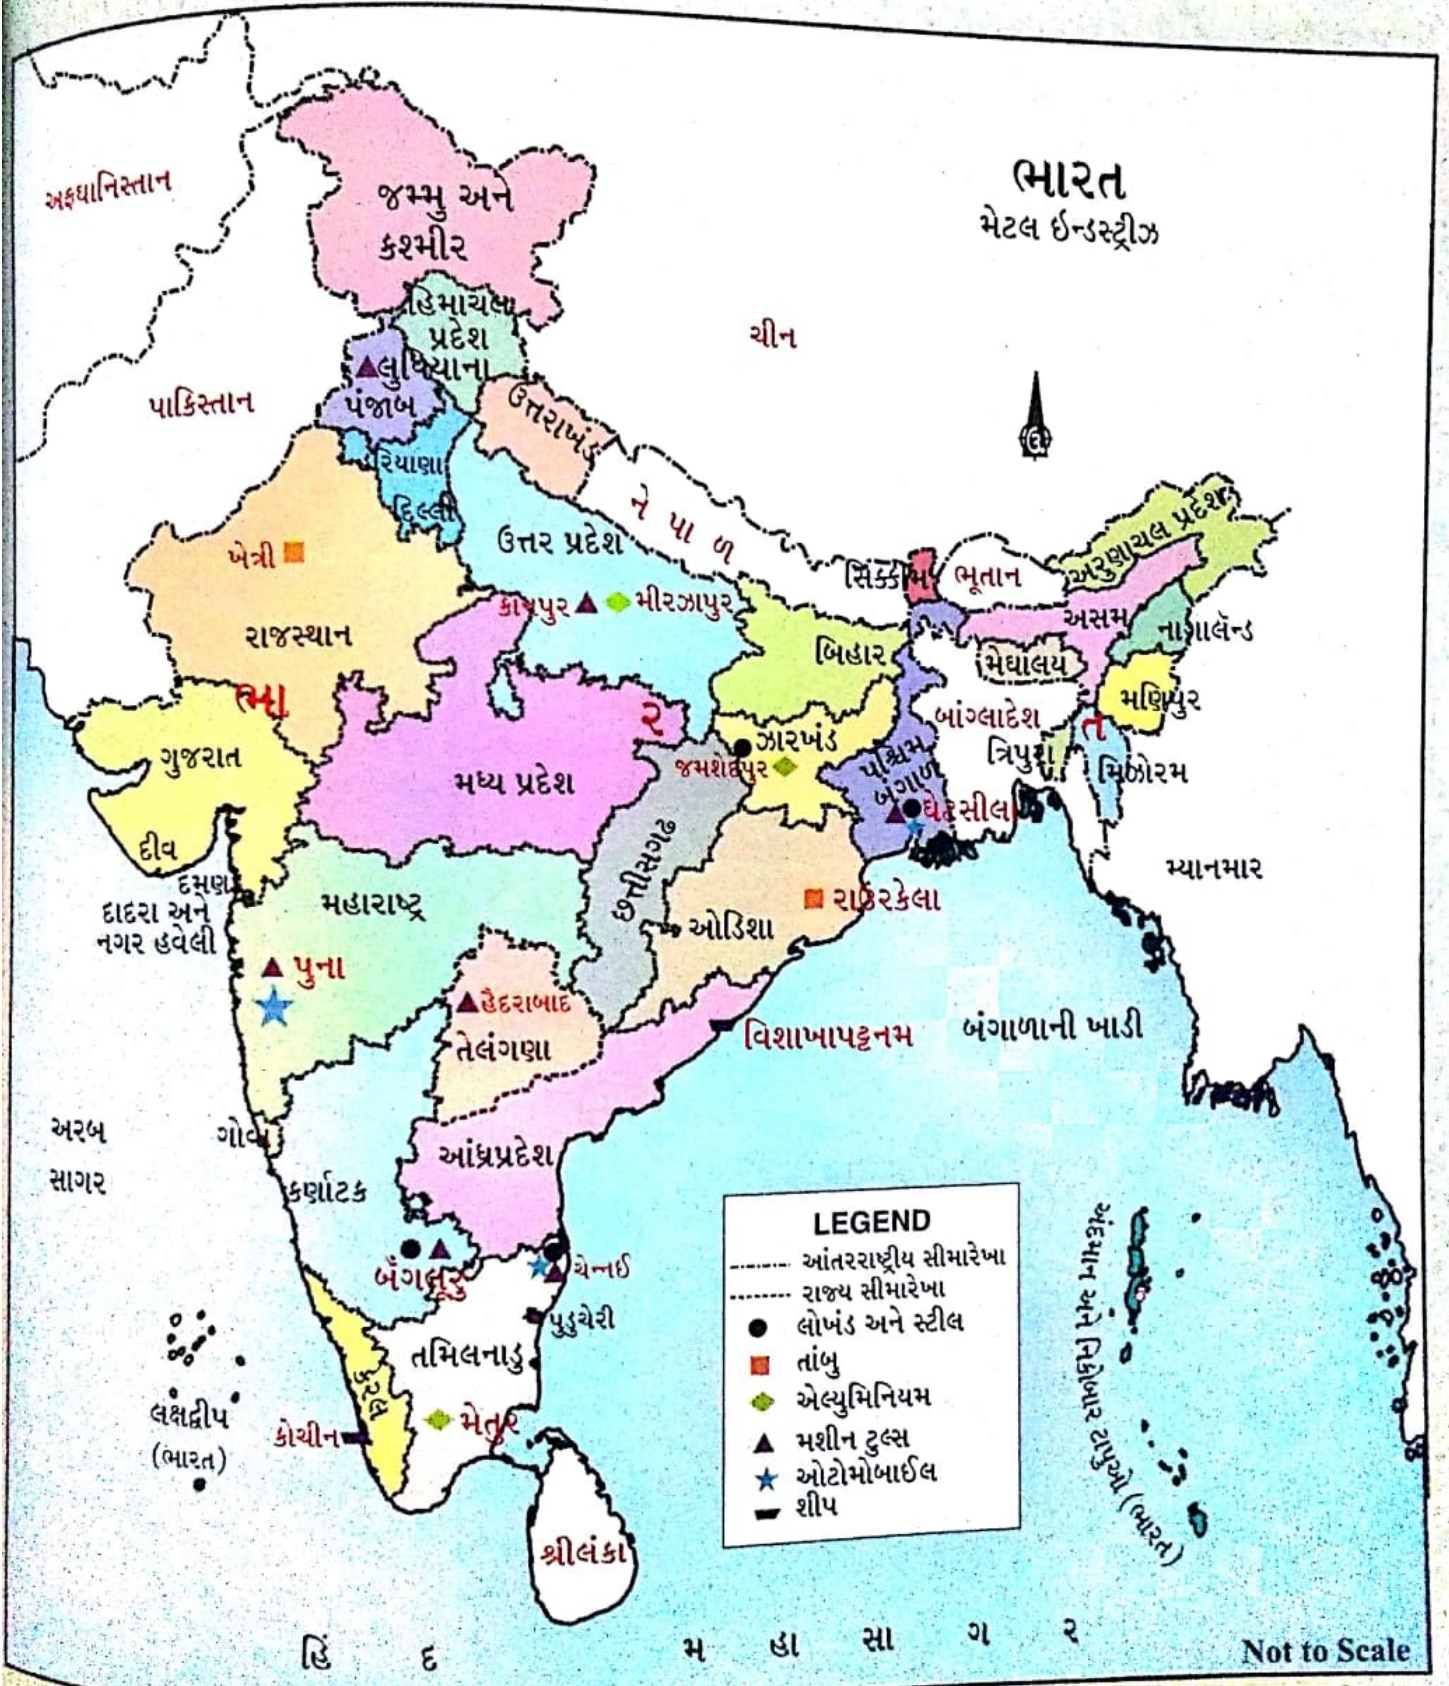 ભારત
મેટલ ઇન્ડસ્ટ્રીઝ
અફઘાનિસ્તાન
જમ્મુ અને
કશ્મીર
હિમાચલ
પ્રદેશ
ચીન
લુધિયાના
પંજાબ
પાકિસ્તાન
ઉત્તરાખંડ
હરિયાણા
દિલ્લી
ને પા ળ
ઉત્તર પ્રદેશ
અરુણાચલ પ્રદેશ
ખેત્રી
સિક્કીમ
ભૂતાન
કાનપુર
મીરઝાપુર
અસમ
નાગાલૅન્ડ
રાજસ્થાન
બિહાર
મેઘાલય
મણિપુર
ભા
ર
ત
બાંગ્લાદેશ
ત્રિપુરા
મિઝોરમ
ગુજરાત
મધ્ય પ્રદેશ
ઝારખંડ
જમશેદપુર
પશ્ચિમ
બંગાળ
ઘેટસીલા
દીવ
છત્તીસગઢ
મ્યાનમાર
દમણ
દાદરા અને
નગર હવેલી
મહારાષ્ટ્ર
ઓડિશા
રાઉરકેલા
પુના
હૈદરાબાદ
તેલંગણા
વિશાખાપટ્ટનમ
બંગાળાની ખાડી
અરબ
સાગર
ગોવા
આંધ્રપ્રદેશ
કર્ણાટક
બેંગલૂરુ
ચેન્નઈ
પુડુચેરી
તમિલનાડુ
કેરલ
લક્ષદ્વીપ
(ભારત)
કોચીન
મેતુર
શ્રીલંકા
LEGEND
આંતરરાષ્ટ્રીય સીમારેખા
રાજ્ય સીમારેખા
લોખંડ અને સ્ટીલ
તાંબુ
એલ્યુમિનિયમ
મશીન ટુલ્સ
ઓટોમોબાઈલ
શીપ
અંદમાન અને નિકોબાર ટાપુઓ (ભારત)
હિં દ મ હા સા ગ ર
Not to Scale